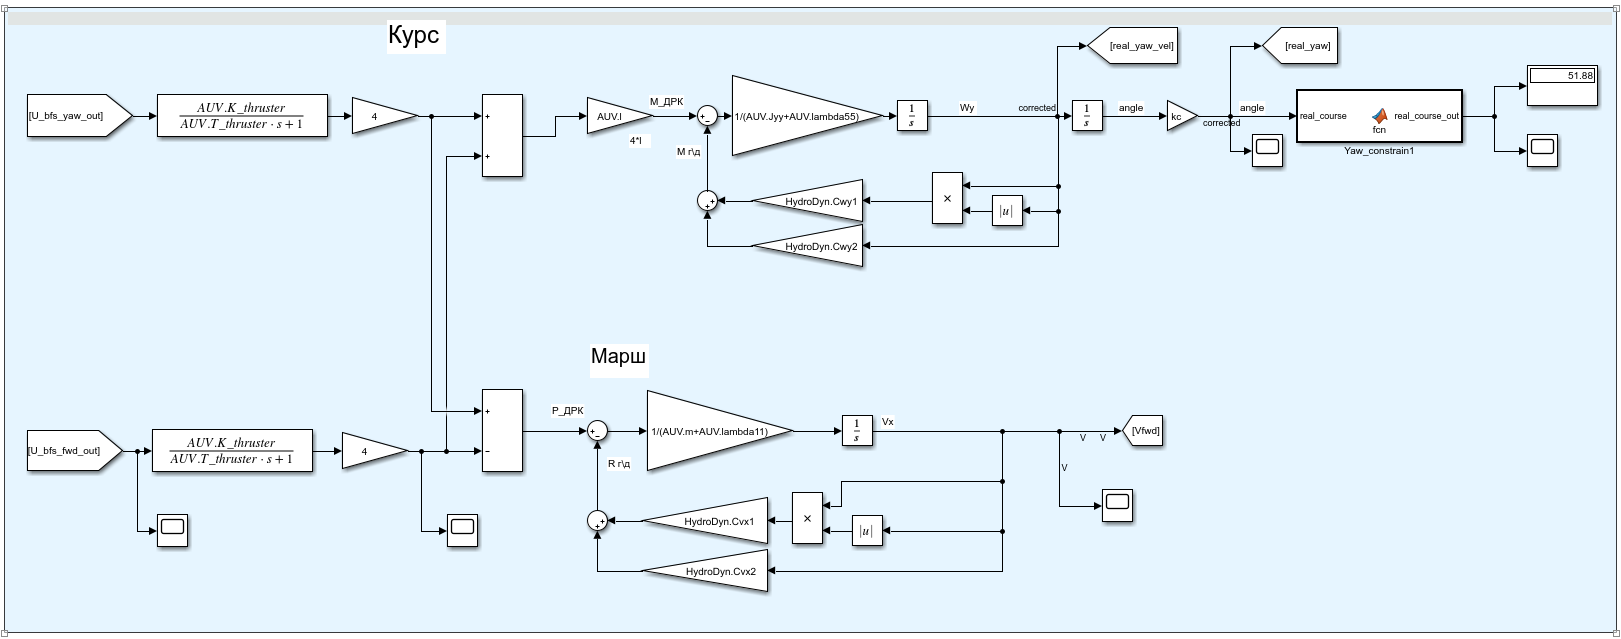 Курс
[real_yaw_vel]
[real_yaw]
51.88
[U_bfs_yaw_out]
AUV.K_thruster
AUV.T_thruster · s + 1
4
+
+
AUV.l
4*l
М_ДРК
+
−
1/(AUV.Jyy+AUV.lambda55)
1
s
Wy
corrected
1
s
angle
kc
corrected
angle
real_course
fcn
real_course_out
Yaw_constrain1
М г\д
+
+
HydroDyn.Cwy1
×
|u|
HydroDyn.Cwy2
Марш
[U_bfs_fwd_out]
AUV.K_thruster
AUV.T_thruster · s + 1
4
+
−
Р_ДРК
+
−
1/(AUV.m+AUV.lambda11)
1
s
Vx
V
V
[Vfwd]
V
R г\д
+
+
HydroDyn.Cvx1
×
|u|
HydroDyn.Cvx2